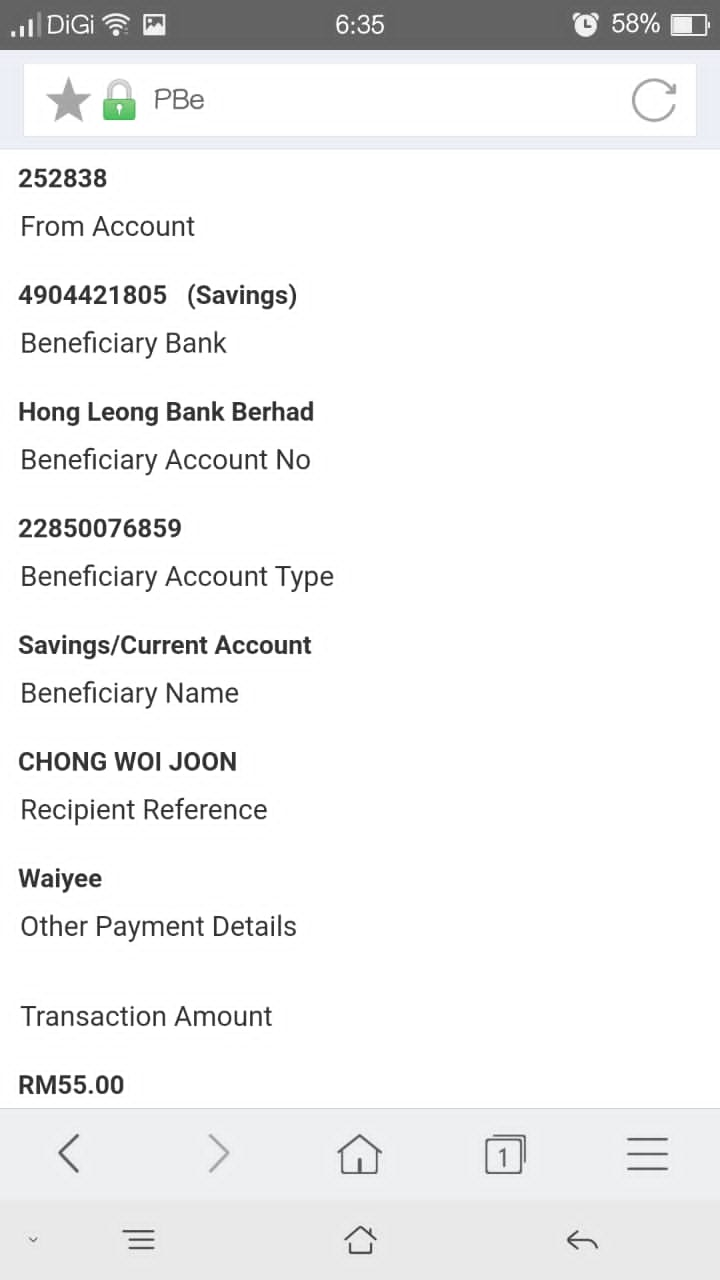 DiGi 6:35 58%
PBe
252838
From Account
4904421805 (Savings)
Beneficiary Bank
Hong Leong Bank Berhad
Beneficiary Account No
22850076859
Beneficiary Account Type
Savings/Current Account
Beneficiary Name
CHONG WOI JOON
Recipient Reference
Waiyee
Other Payment Details
Transaction Amount
RM55.00
1